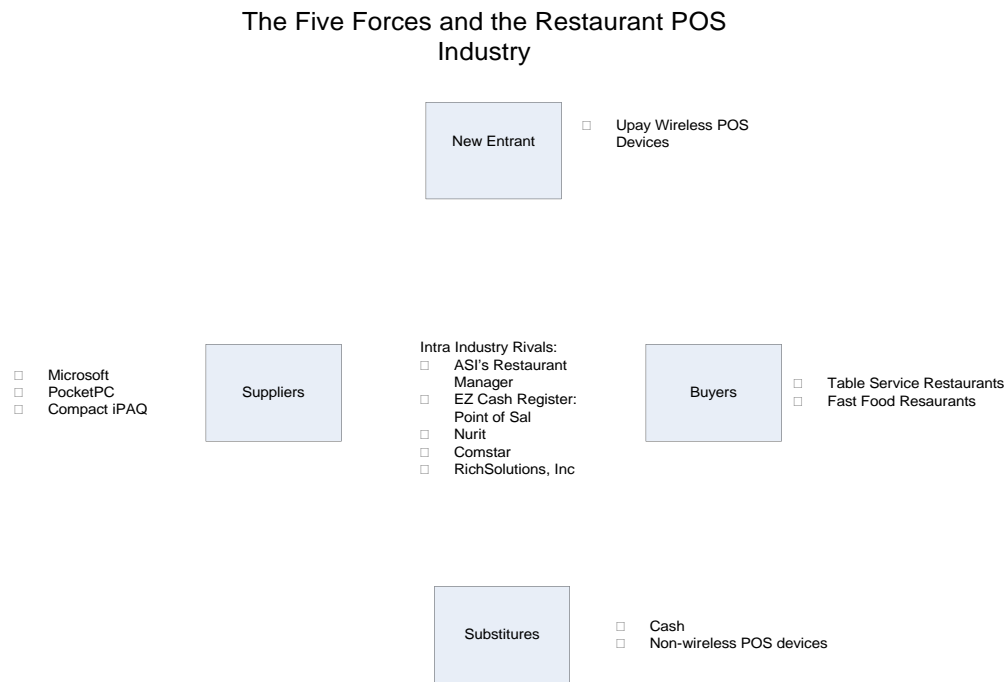 The Five Forces and the Restaurant POS
Industry
New Entrant
Upay Wireless POS
Devices
Microsoft
PocketPC
Compact iPAQ
Suppliers
Intra Industry Rivals:
ASI's Restaurant
Manager
EZ Cash Register:
Point of Sal
Nurit
Comstar
RichSolutions, Inc
Buyers
Table Service Restaurants
Fast Food Resaurants
Substitures
Cash
Non-wireless POS devices